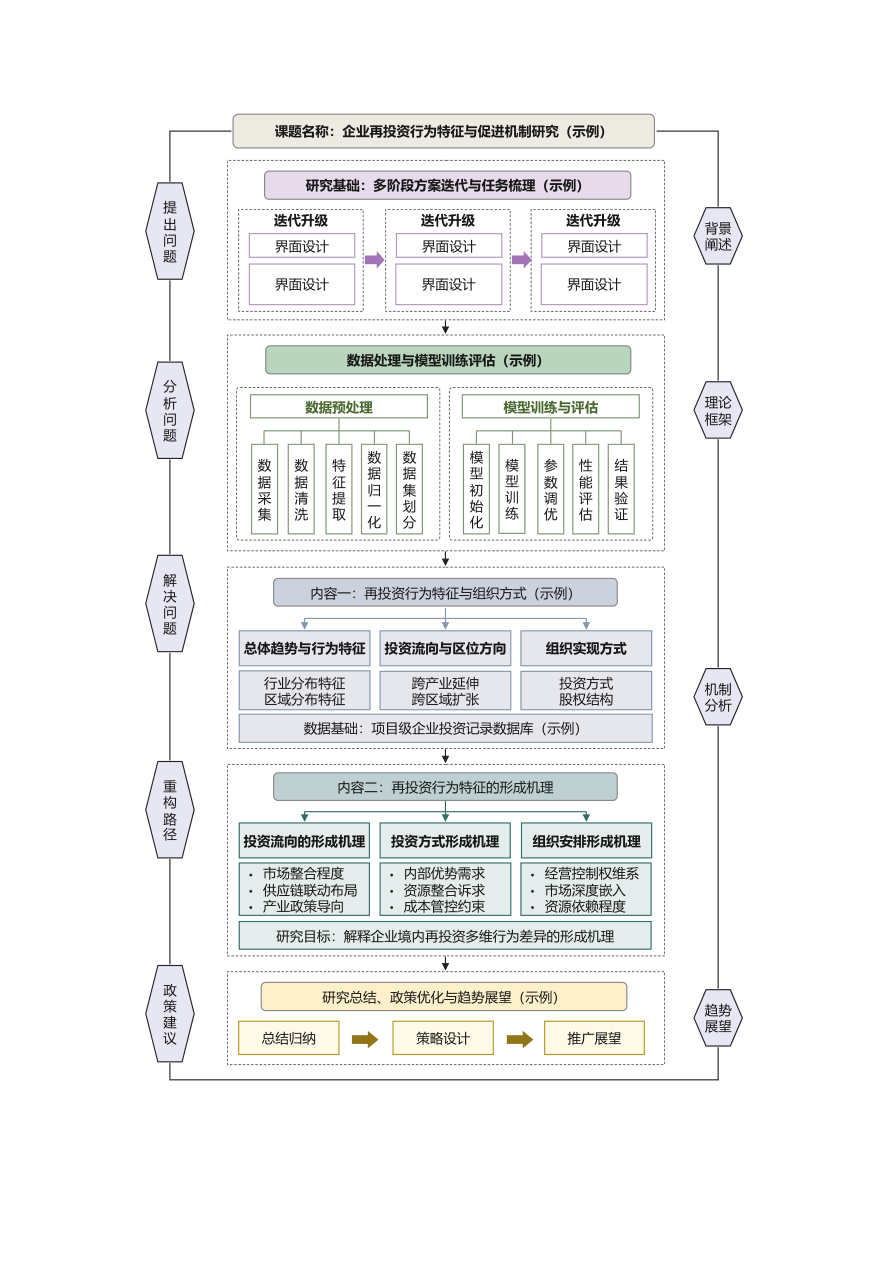 课题名称：企业再投资行为特征与促进机制研究（示例）
提出问题
背景
阐述
研究基础：多阶段方案迭代与任务梳理（示例）
迭代升级
界面设计
界面设计
迭代升级
界面设计
界面设计
迭代升级
界面设计
界面设计
分析问题
理论
框架
数据处理与模型训练评估（示例）
数据预处理
数据采集
数据清洗
特征提取
数据归一化
数据集划分
模型训练与评估
模型初始化
模型训练
参数调优
性能评估
结果验证
解决问题
机制
分析
内容一：再投资行为特征与组织方式（示例）
总体趋势与行为特征
投资流向与区位方向
组织实现方式
行业分布特征
区域分布特征
跨产业延伸
跨区域扩张
投资方式
股权结构
数据基础：项目级企业投资记录数据库（示例）
重构路径
内容二：再投资行为特征的形成机理
投资流向的形成机理
投资方式形成机理
组织安排形成机理
• 市场整合程度
• 供应链联动布局
• 产业政策导向
• 内部优势需求
• 资源整合诉求
• 成本管控约束
• 经营控制权维系
• 市场深度嵌入
• 资源依赖程度
研究目标：解释企业境内再投资多维行为差异的形成机理
政策建议
趋势
展望
研究总结、政策优化与趋势展望（示例）
总结归纳
策略设计
推广展望